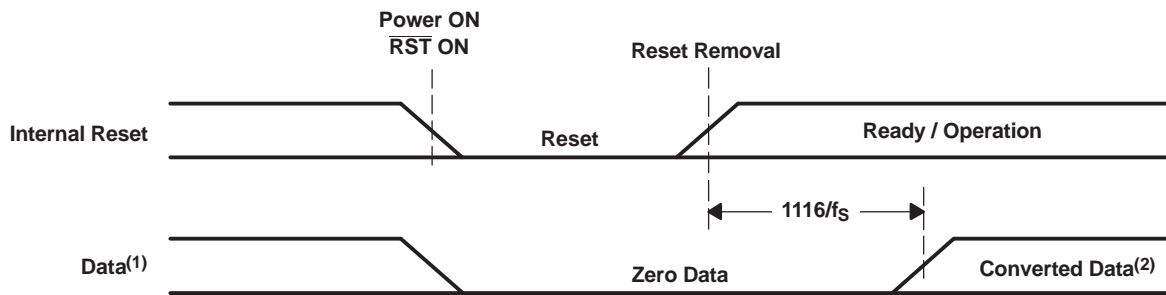 Power ON
RST ON
Reset Removal
Internal Reset
Reset
Ready / Operation
1116/fS
Data(1)
Zero Data
Converted Data(2)